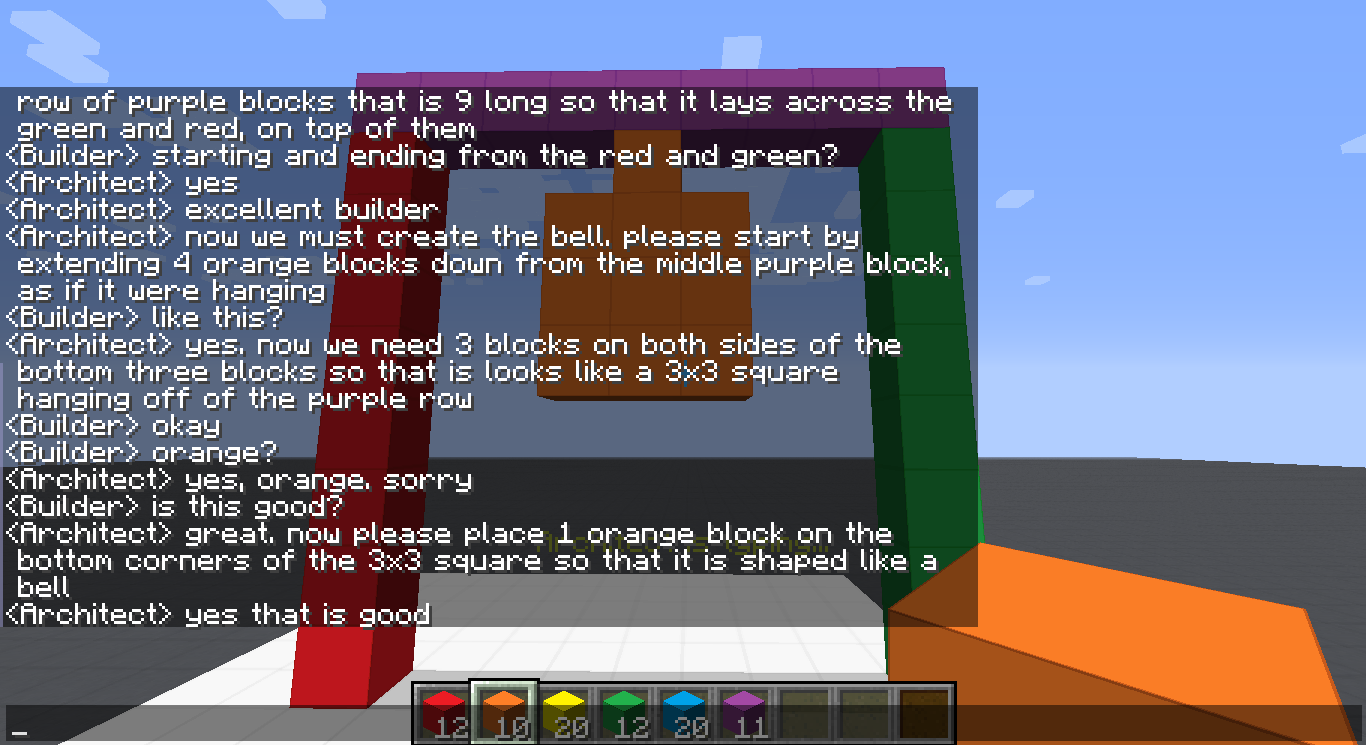 row of purple blocks that is 9 long so that it lays across the
green and red, on top of them
<Builder> starting and ending from the red and green?
<Architect> yes
<Architect> excellent builder
<Architect> now we must create the bell. please start by
extending 4 orange blocks down from the middle purple block,
as if it were hanging
<Builder> like this?
<Architect> yes. now we need 3 blocks on both sides of the
bottom three blocks so that is looks like a 3x3 square
hanging off of the purple row
<Builder> okay
<Builder> orange?
<Architect> yes, orange. sorry
<Builder> is this good?
<Architect> great. now please place 1 orange block on the
Architect is typing...
bottom corners of the 3x3 square so that it is shaped like a
bell
<Architect> yes that is good
12 10 20 12 20 11
_